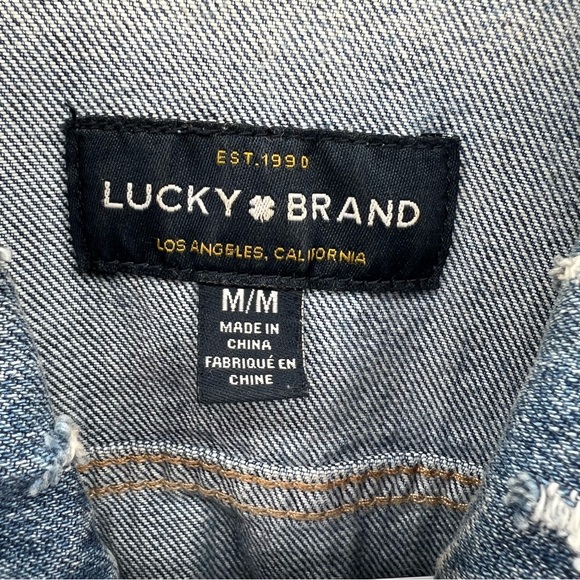 EST. 1990
LUCKY BRAND
LOS ANGELES, CALIFORNIA
M/M
MADE IN
CHINA
FABRIQUÉ EN
CHINE